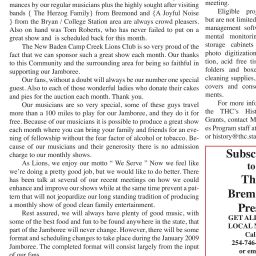 mances by our regular musicians plus the highly sought after visiting
bands ( The Herzog Family) from Bremond and (A Joyful Noise
) from the Bryan / College Station area are always crowd pleasers.
Also on hand was Tom Roberts, who has never failed to put on a
great show and is scheduled back for this month.
The New Baden Camp Creek Lions Club is so very proud of the
fact that we can sponsor such a great show each month. Our thanks
to this Community and the surrounding area for being so faithful in
supporting our Jamboree.
Our fans, without a doubt will always be our number one special
guest. Also to each of those wonderful ladies who donate their cakes
and pies for the auction each month. Thank you.
Our musicians are so very special, some of these guys travel
more than a 100 miles to play for our Jamboree, and they do it for
free. Because of our musicians it is possible to produce a great show
each month where you can bring your family and friends for an eve-
ning of fellowship without the fear factor of alcohol or tobacco. Be-
cause of our musicians and their generosity there is no admission
charge to our monthly shows.
As Lions, we enjoy our motto " We Serve " Now we feel like
we're doing a pretty good job, but we would like to do better. There
has been talk at several of our recent meetings on how we could
enhance and improve our shows while at the same time prevent a pat-
tern that will not jeopardize our long standing tradition of producing
a monthly show of good clean family entertainment.
Rest assured, we will always have plenty of good music, with
some of the best food and fun to be found anywhere in the state, that
part of the Jamboree will never change. However, there will be some
format and scheduling changes to take place during the January 2009
Jamboree. The completed format will consist largely from the input
of our fans.
meeting.
Eligible proj
but are not limited
management softw
mental monitoring
storage cabinets
photo digitization
tion, acid free tis
folders and boxe
cleaning supplies,
covers and consu
For more infor
the THC's Histo
Grants, contact M
es Program staff a
or history@thc.sta
Subsc
to
Th
Brem
Pres
GET ALL
LOCAL N
Cal
254-746-
or em